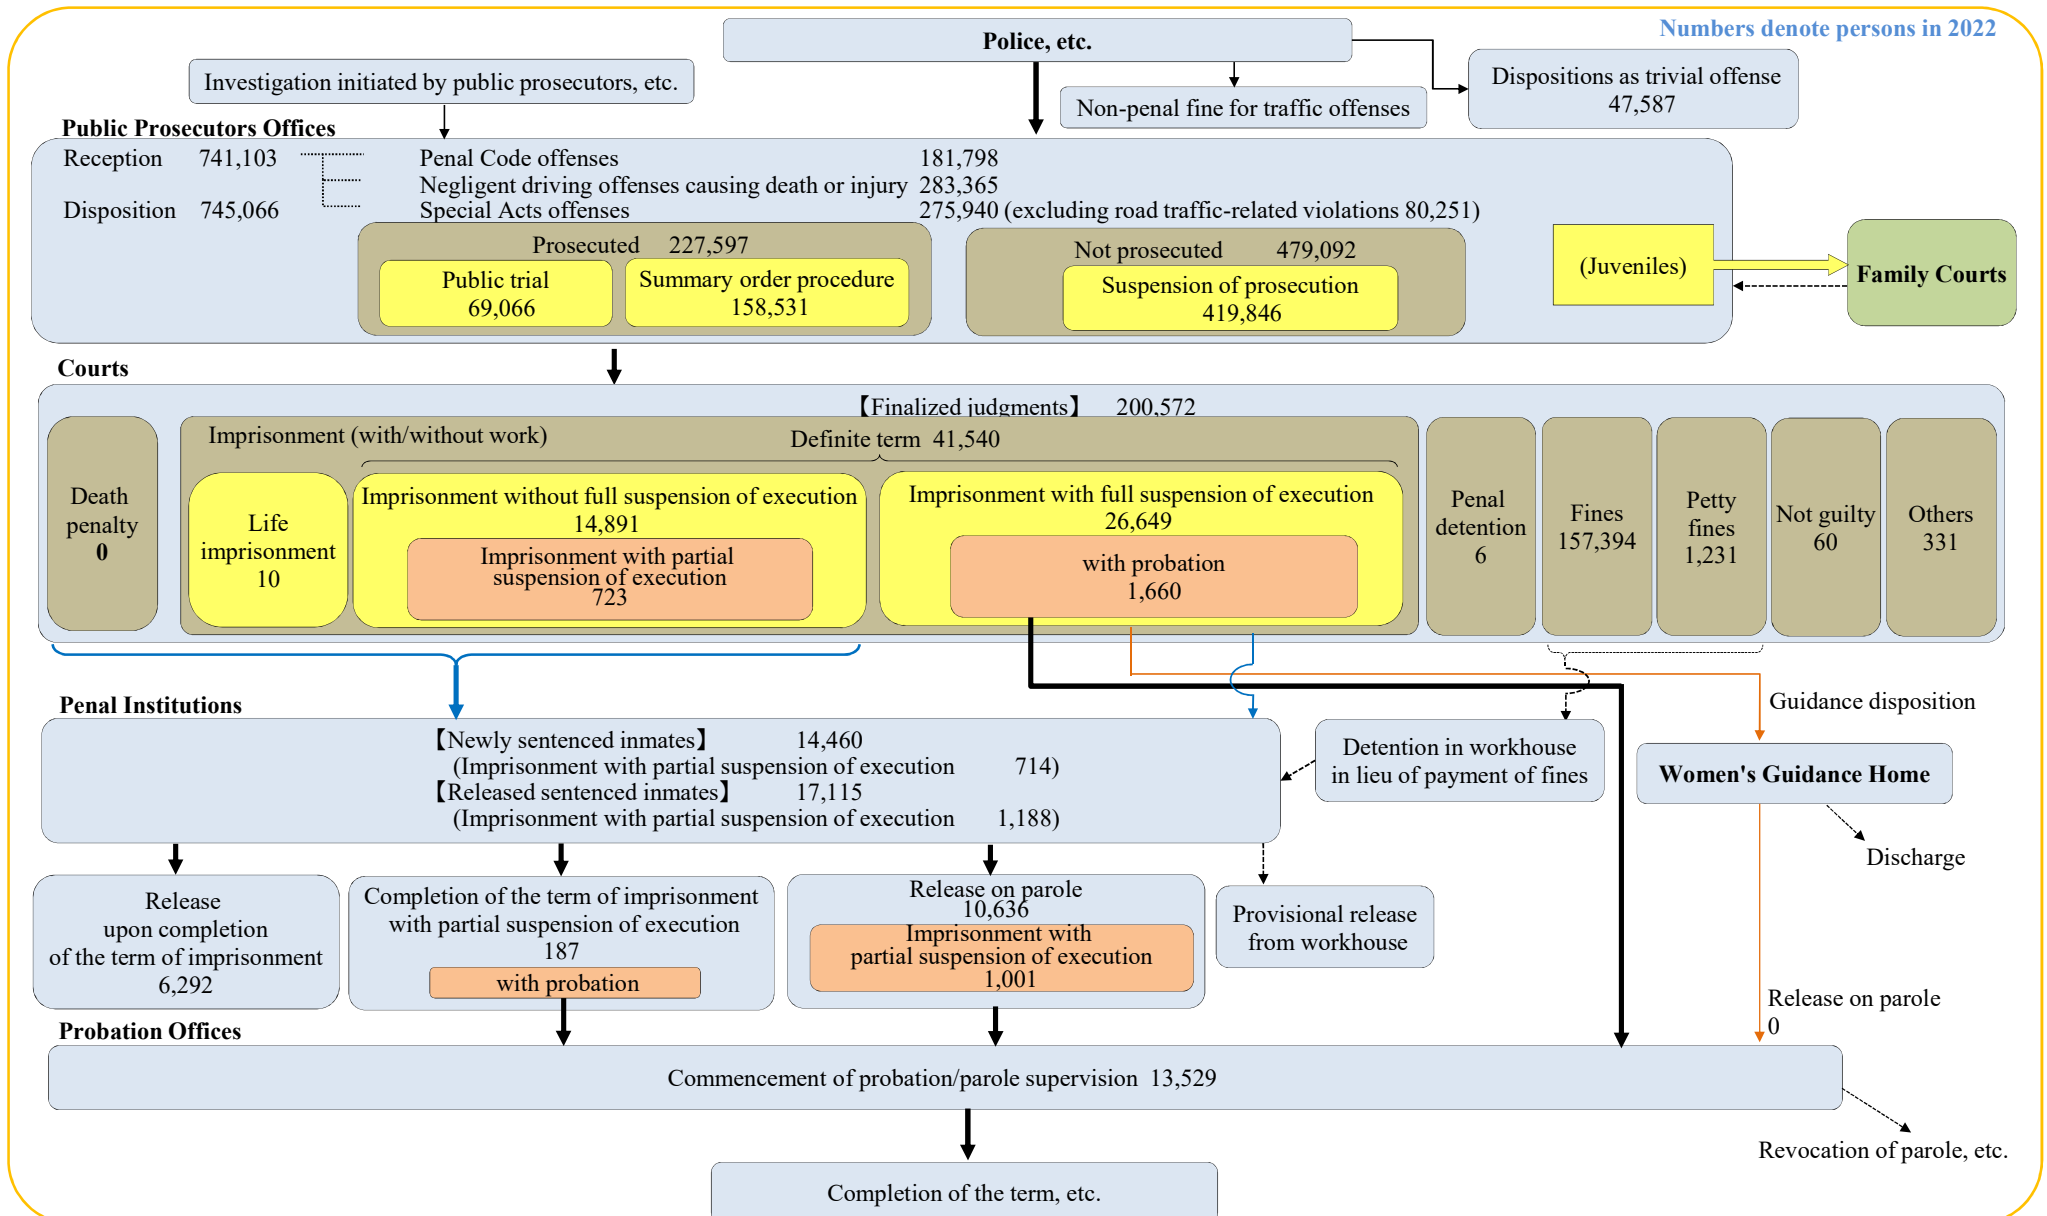 Numbers denote persons in 2022
Police, etc.
Investigation initiated by public prosecutors, etc.
Non-penal fine for traffic offenses
Dispositions as trivial offense
47,587
Public Prosecutors Offices
Reception 741,103 Penal Code offenses 181,798
Negligent driving offenses causing death or injury 283,365
Disposition 745,066 Special Acts offenses 275,940 (excluding road traffic-related violations 80,251)
Prosecuted 227,597
Public trial
69,066
Summary order procedure
158,531
Not prosecuted 479,092
Suspension of prosecution
419,846
(Juveniles)
Family Courts
Courts
【Finalized judgments】 200,572
Death
penalty
0
Imprisonment (with/without work)
Definite term 41,540
Life
imprisonment
10
Imprisonment without full suspension of execution
14,891
Imprisonment with partial
suspension of execution
723
Imprisonment with full suspension of execution
26,649
with probation
1,660
Penal
detention
6
Fines
157,394
Petty
fines
1,231
Not guilty
60
Others
331
Penal Institutions
【Newly sentenced inmates】 14,460
(Imprisonment with partial suspension of execution 714)
【Released sentenced inmates】 17,115
(Imprisonment with partial suspension of execution 1,188)
Detention in workhouse
in lieu of payment of fines
Guidance disposition
Women's Guidance Home
Discharge
Release
upon completion
of the term of imprisonment
6,292
Completion of the term of imprisonment
with partial suspension of execution
187
with probation
Release on parole
10,636
Imprisonment with
partial suspension of execution
1,001
Provisional release
from workhouse
Release on parole
0
Probation Offices
Commencement of probation/parole supervision 13,529
Revocation of parole, etc.
Completion of the term, etc.